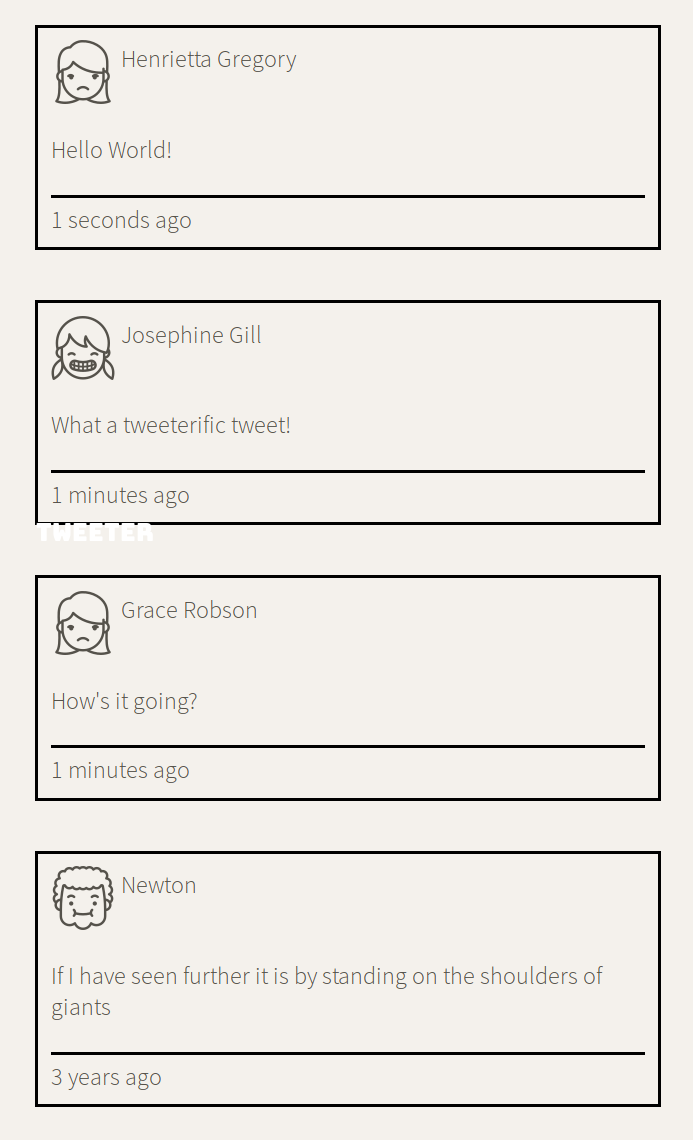 Henrietta Gregory
Hello World!
1 seconds ago
Josephine Gill
What a tweeterific tweet!
1 minutes ago
TWEETER
Grace Robson
How's it going?
1 minutes ago
Newton
If I have seen further it is by standing on the shoulders of
giants
3 years ago